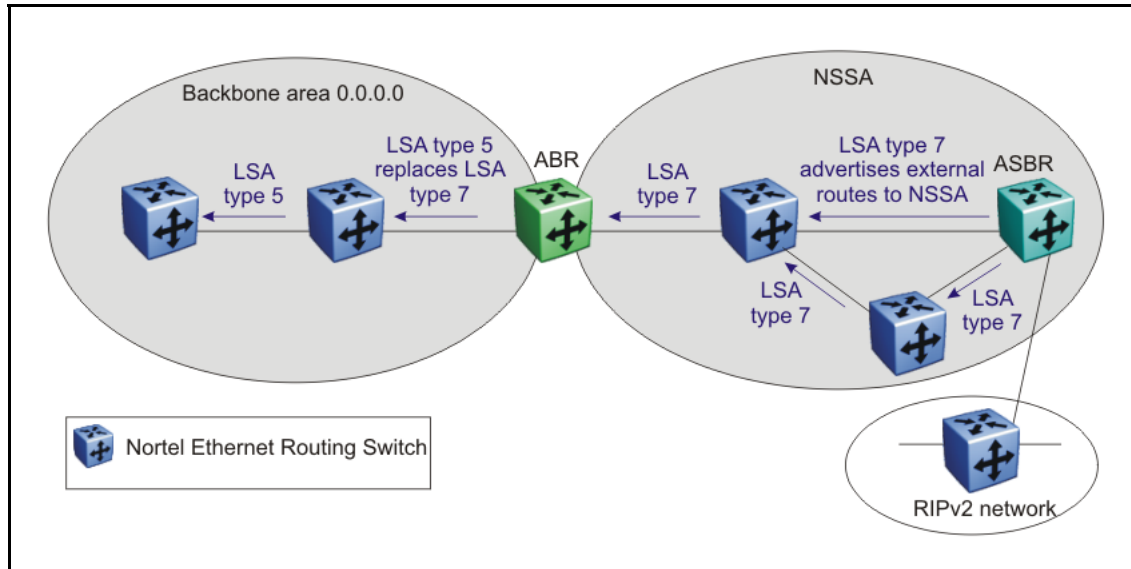 Backbone area 0.0.0.0
NSSA
LSA
type 5
LSA type 5
replaces LSA
type 7
ABR
LSA
type 7
LSA type 7
advertises external
routes to NSSA
ASBR
LSA
type 7
LSA
type 7
Nortel Ethernet Routing Switch
RIPv2 network